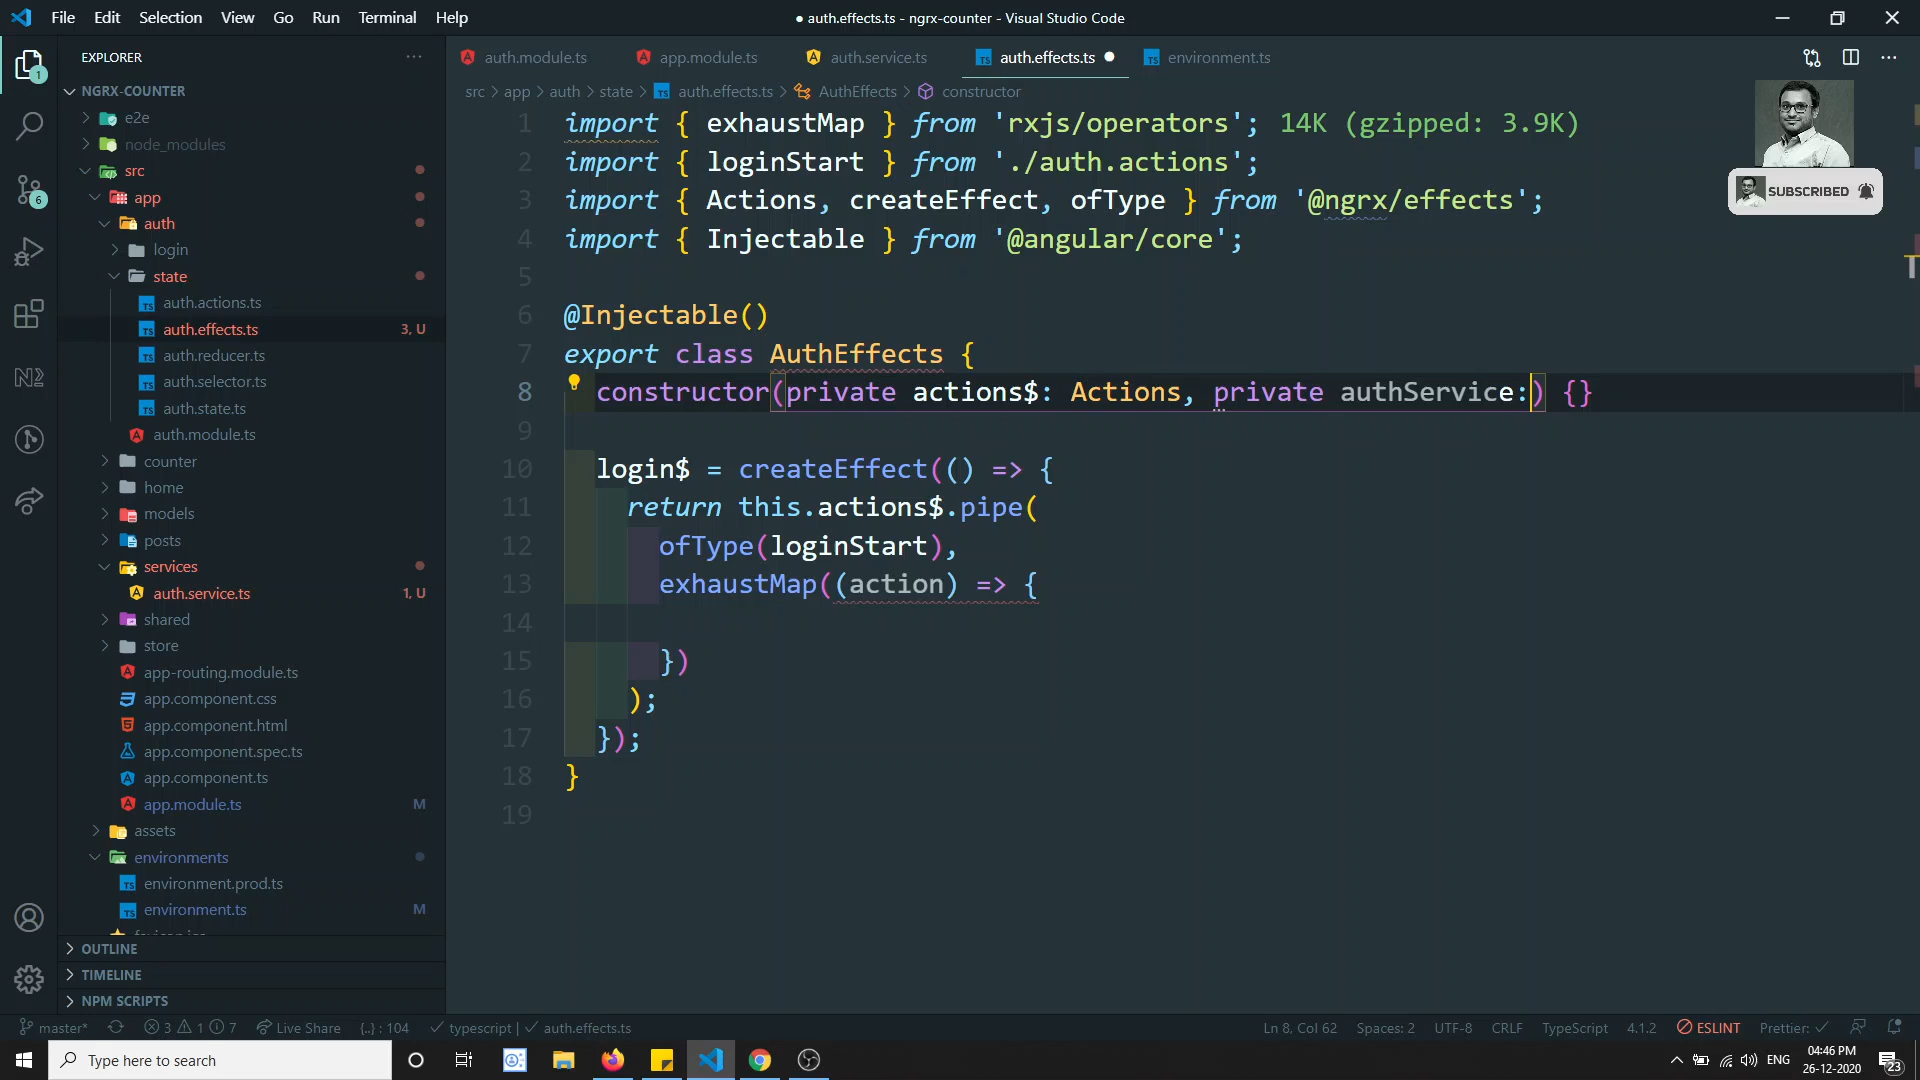 File Edit Selection View Go Run Terminal Help
● auth.effects.ts - ngrx-counter - Visual Studio Code
EXPLORER
NGRX-COUNTER
e2e
node_modules
src
app
auth
login
state
auth.actions.ts
auth.effects.ts 3, U
auth.reducer.ts
auth.selector.ts
auth.state.ts
auth.module.ts
counter
home
models
posts
services
auth.service.ts 1, U
shared
store
app-routing.module.ts
app.component.css
app.component.html
app.component.spec.ts
app.component.ts
app.module.ts M
assets
environments
environment.prod.ts
environment.ts M
OUTLINE
TIMELINE
NPM SCRIPTS
1
6
auth.module.ts app.module.ts auth.service.ts auth.effects.ts environment.ts
src > app > auth > state > auth.effects.ts > AuthEffects > constructor
1 import { exhaustMap } from 'rxjs/operators'; 14K (gzipped: 3.9K)
2 import { loginStart } from './auth.actions';
3 import { Actions, createEffect, ofType } from '@ngrx/effects';
4 import { Injectable } from '@angular/core';
5
6 @Injectable()
7 export class AuthEffects {
8 constructor(private actions$: Actions, private authService:) {}
9
10 login$ = createEffect(() => {
11 return this.actions$.pipe(
12 ofType(loginStart),
13 exhaustMap((action) => {
14
15 })
16 );
17 });
18 }
19
SUBSCRIBED
master* 3 1 7 Live Share {..} : 104 typescript | auth.effects.ts
Ln 8, Col 62 Spaces: 2 UTF-8 CRLF TypeScript 4.1.2 ESLINT Prettier:
Type here to search
ENG
04:46 PM
26-12-2020
23